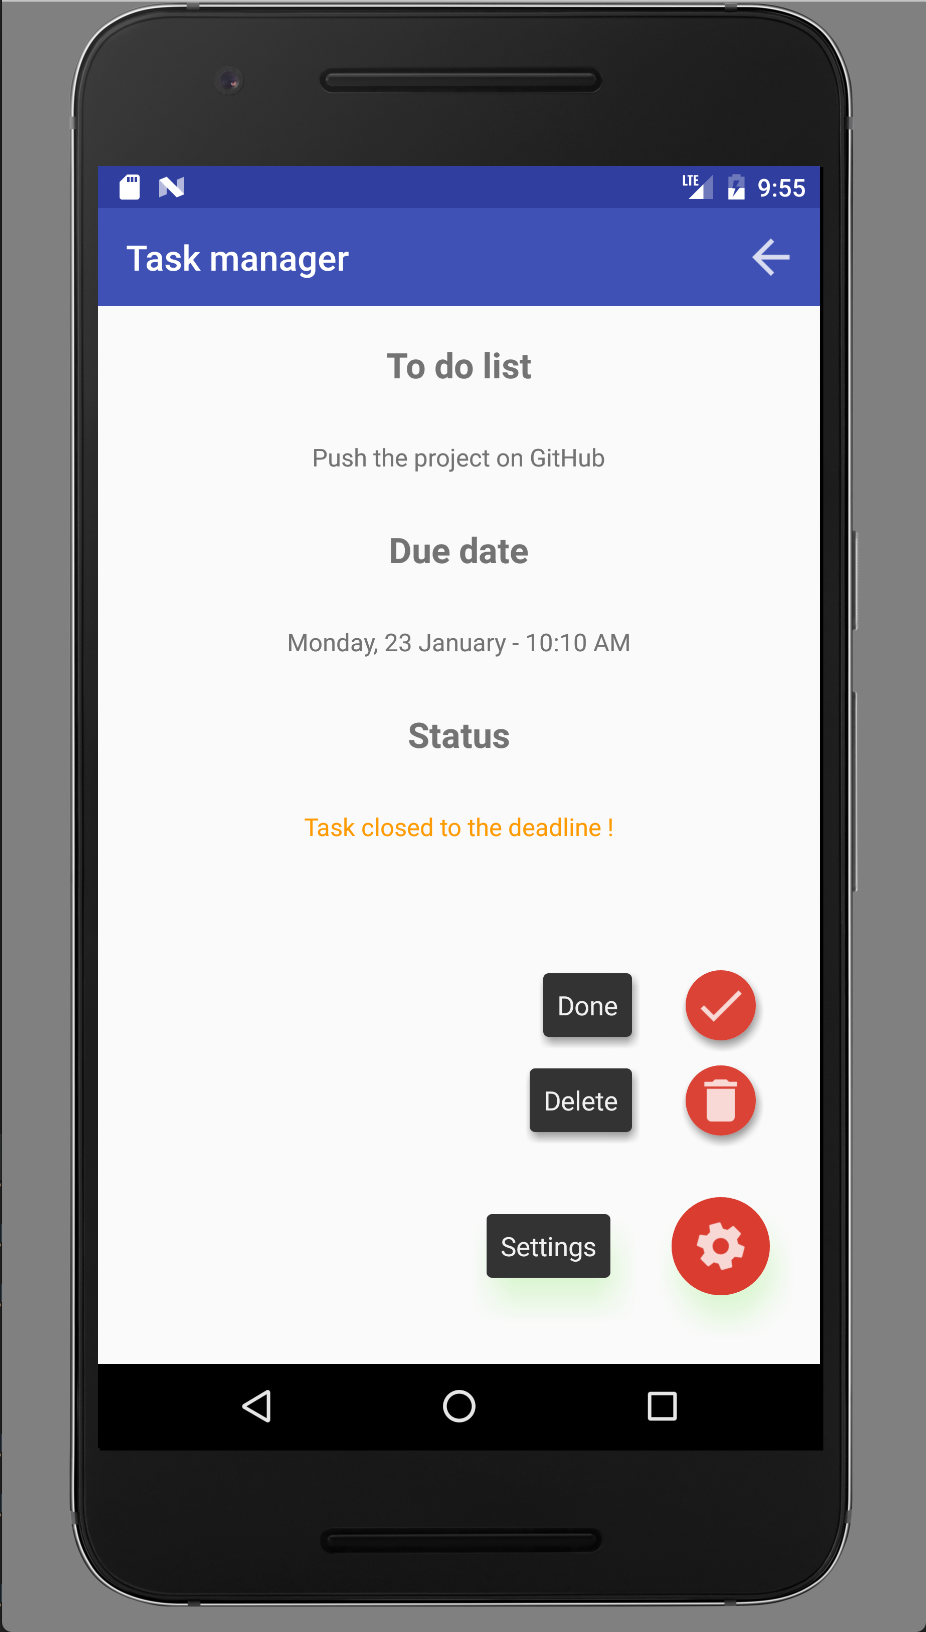 LTE 9:55
Task manager
To do list
Push the project on GitHub
Due date
Monday, 23 January - 10:10 AM
Status
Task closed to the deadline !
Done
Delete
Settings